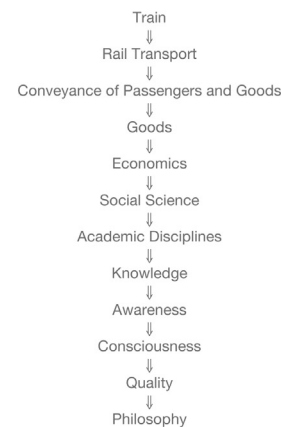 Train
⇓
Rail Transport
⇓
Conveyance of Passengers and Goods
⇓
Goods
⇓
Economics
⇓
Social Science
⇓
Academic Disciplines
⇓
Knowledge
⇓
Awareness
⇓
Consciousness
⇓
Quality
⇓
Philosophy